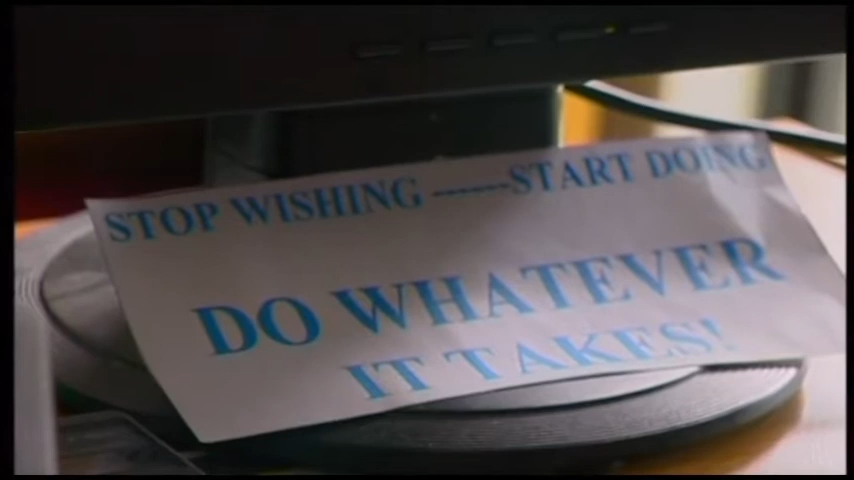 STOP WISHING ------START DOING
DO WHATEVER
IT TAKES!